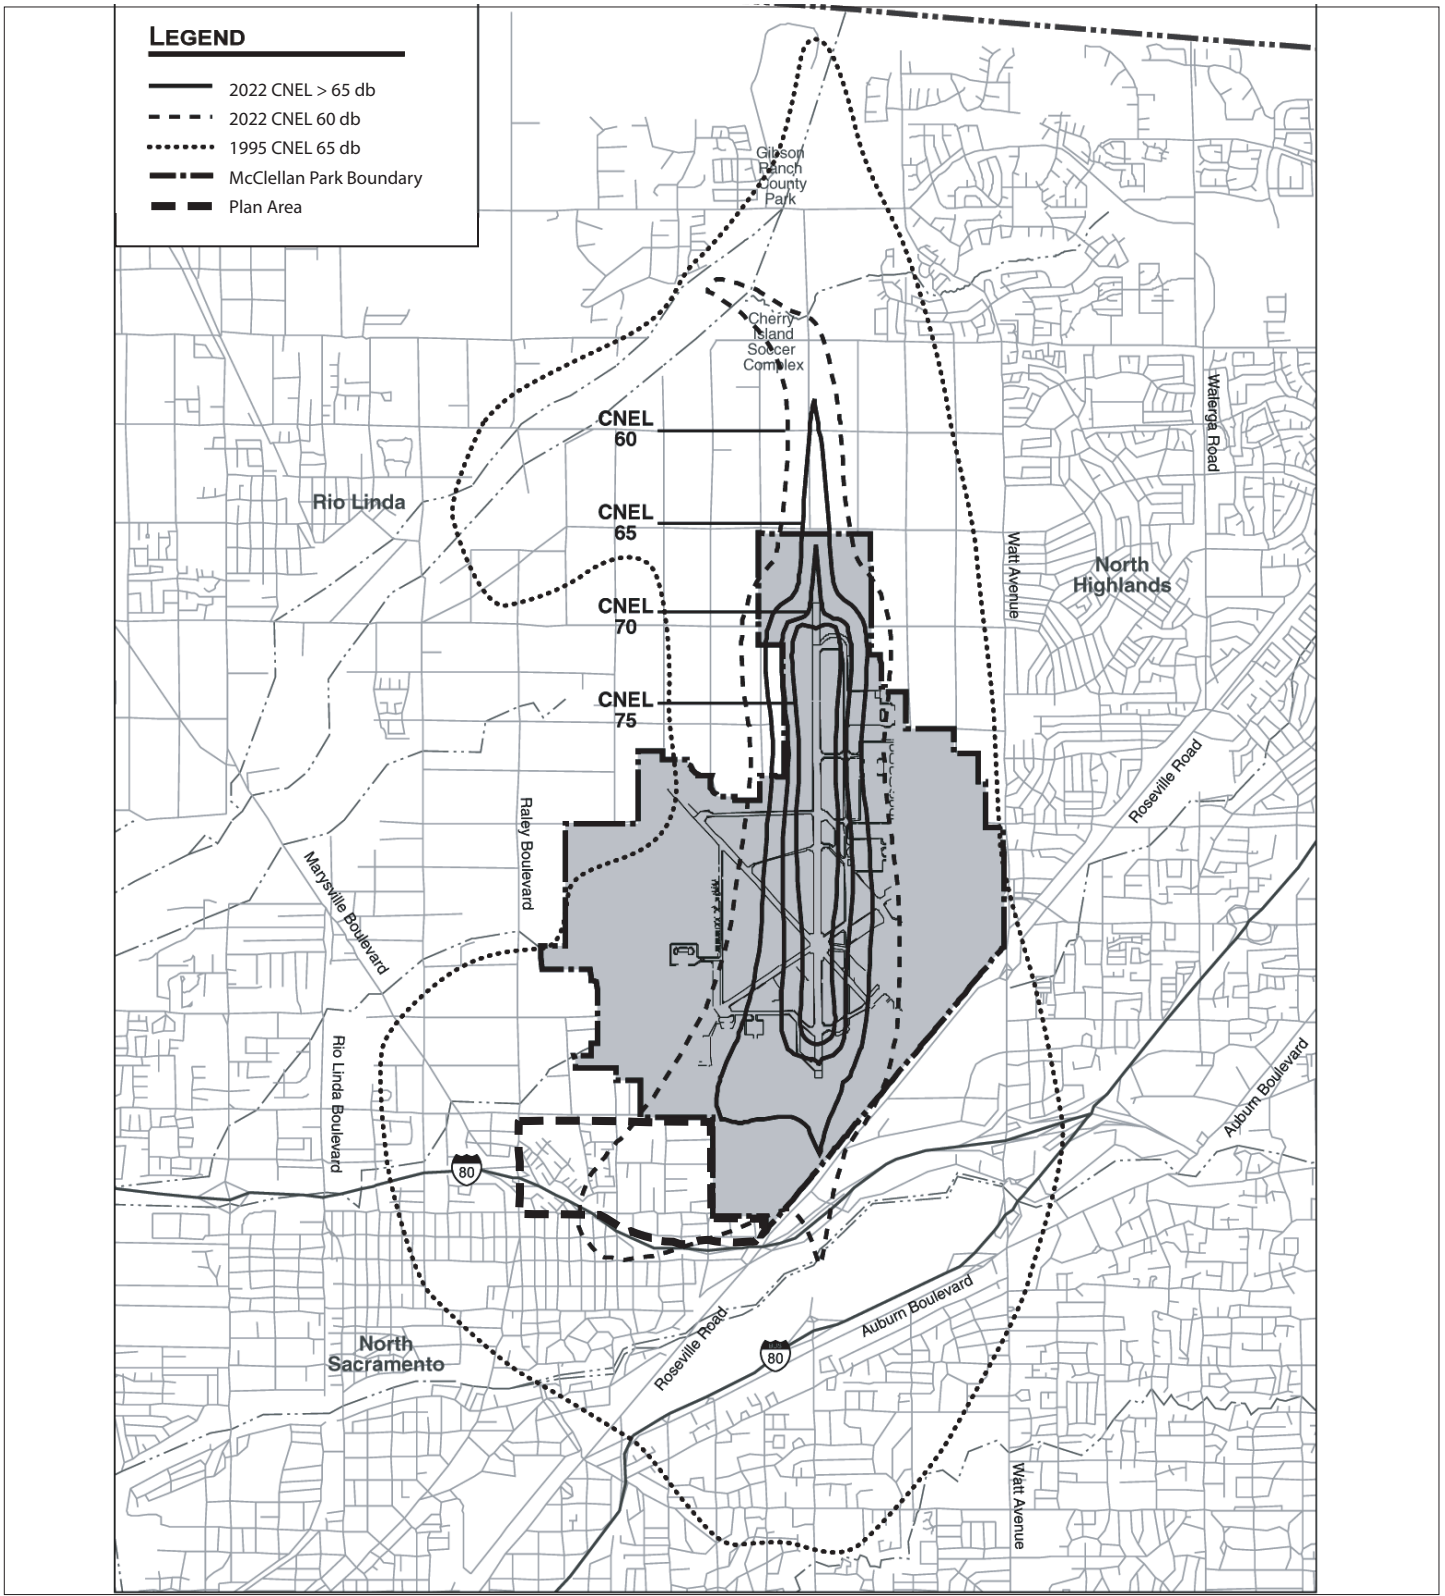 LEGEND
2022 CNEL > 65 db
2022 CNEL 60 db
1995 CNEL 65 db
McClellan Park Boundary
Plan Area
Gibson
Ranch
County
Park
Cherry
Island
Soccer
Complex
Walerga Road
CNEL
60
Rio Linda
CNEL
65
Watt Avenue
North
Highlands
CNEL
70
CNEL
75
Roseville Road
Raley Boulevard
Marysville Boulevard
Rio Linda Boulevard
Auburn Boulevard
80
Auburn Boulevard
North
Sacramento
Roseville Road
80
Watt Avenue